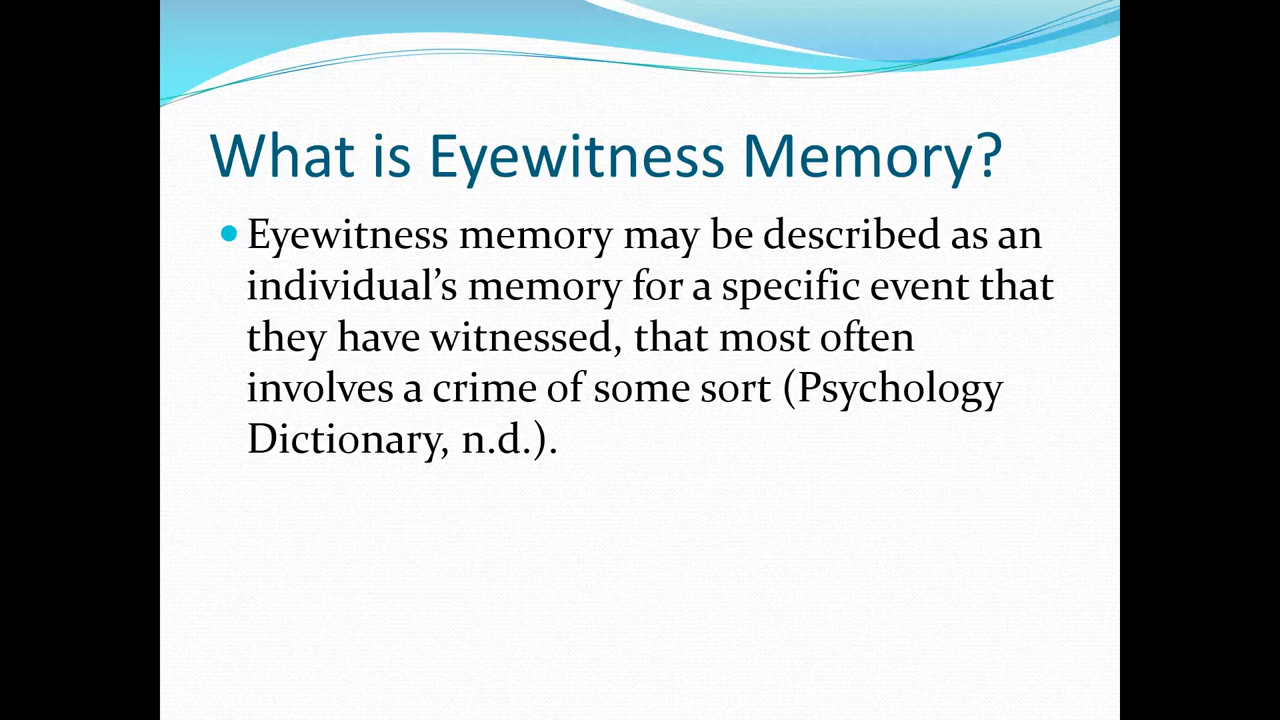 What is Eyewitness Memory?
Eyewitness memory may be described as an
individual’s memory for a specific event that
they have witnessed, that most often
involves a crime of some sort (Psychology
Dictionary, n.d.).